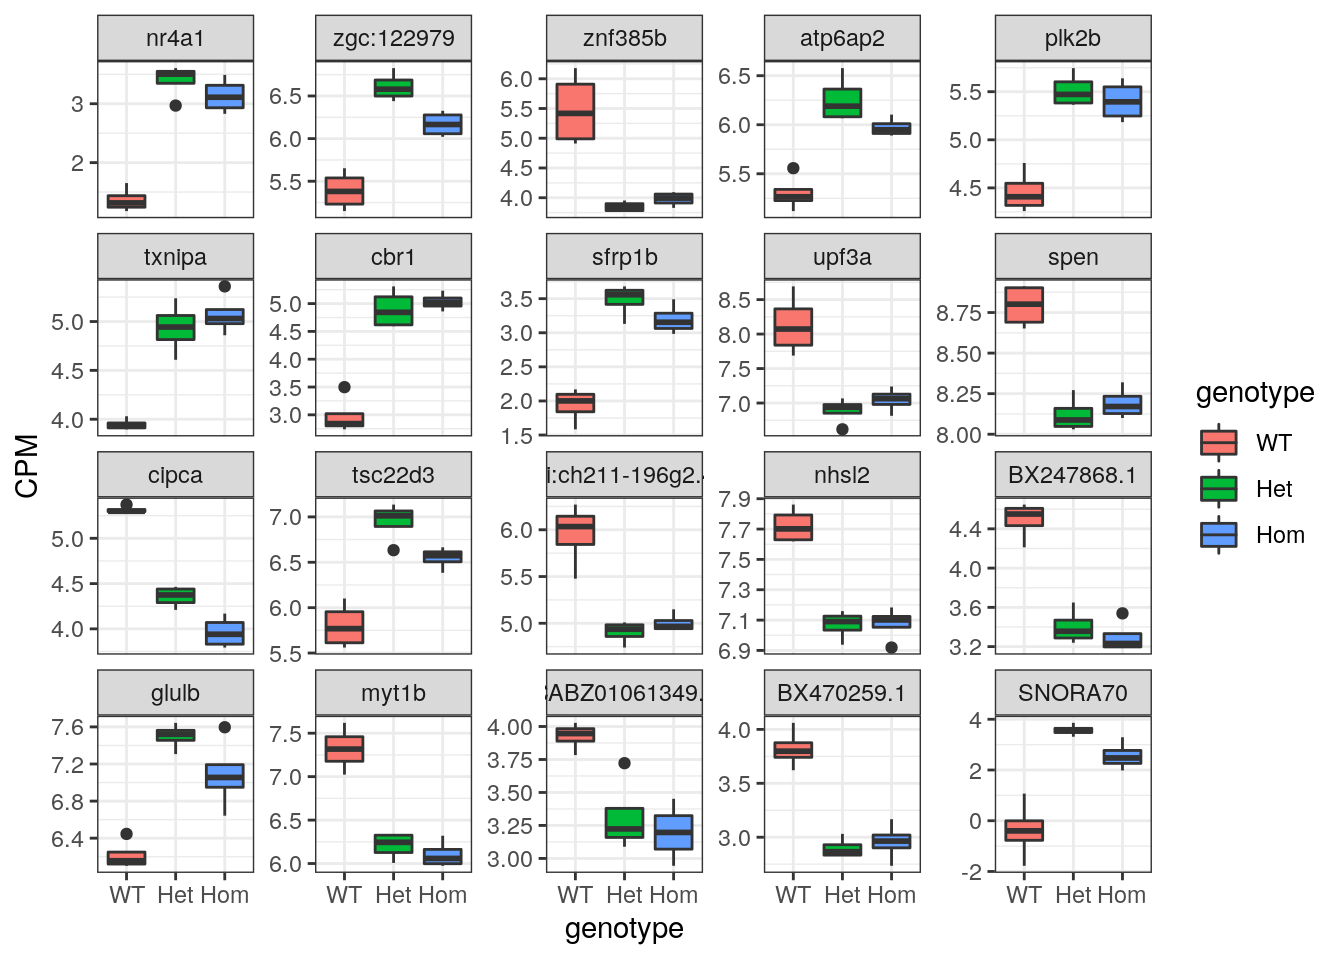 nr4a1 zgc:122979 znf385b atp6ap2 plk2b
3 2
6.5 6.0 5.5
6.0 5.5 5.0 4.5 4.0
6.5 6.0 5.5
5.5 5.0 4.5
txnipa cbr1 sfrp1b upf3a spen
5.0 4.5 4.0
5.0 4.5 4.0 3.5 3.0
3.5 3.0 2.5 2.0 1.5
8.5 8.0 7.5 7.0
8.75 8.50 8.25 8.00
CPM
cipca tsc22d3 i:ch211-196g2. nhsl2 BX247868.1
5.0 4.5 4.0
7.0 6.5 6.0 5.5
6.0 5.5 5.0
7.9 7.7 7.5 7.3 7.1 6.9
4.4 4.0 3.6 3.2
glulb myt1b ABZ01061349. BX470259.1 SNORA70
7.6 7.2 6.8 6.4
7.5 7.0 6.5 6.0
4.00 3.75 3.50 3.25 3.00
4.0 3.5 3.0
4 2 0 -2
WT Het Hom WT Het Hom WT Het Hom WT Het Hom WT Het Hom
genotype
genotype
WT
Het
Hom